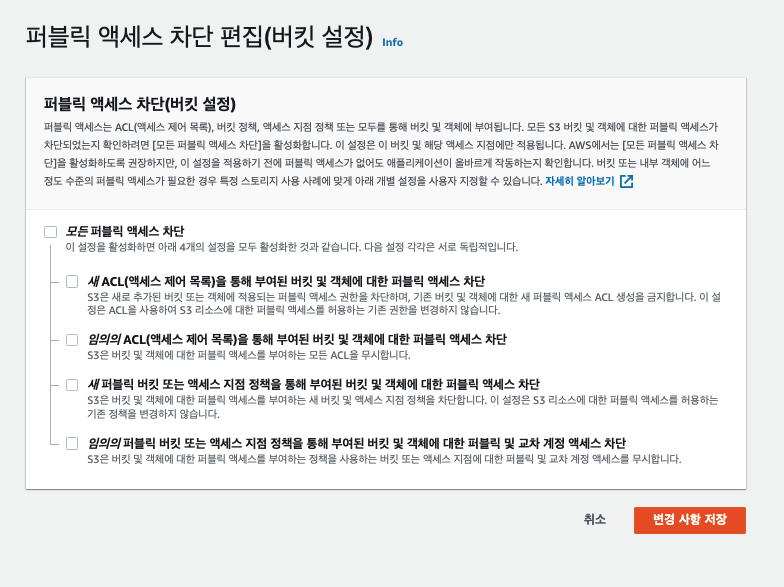 퍼블릭 액세스 차단 편집(버킷 설정) Info
퍼블릭 액세스 차단(버킷 설정)
퍼블릭 액세스는 ACL(액세스 제어 목록), 버킷 정책, 액세스 지점 정책 또는 모두를 통해 버킷 및 객체에 부여됩니다. 모든 S3 버킷 및 객체에 대한 퍼블릭 액세스가
차단되었는지 확인하려면 [모든 퍼블릭 액세스 차단]을 활성화합니다. 이 설정은 이 버킷 및 해당 액세스 지점에만 적용됩니다. AWS에서는 [모든 퍼블릭 액세스 차
단]을 활성화하도록 권장하지만, 이 설정을 적용하기 전에 퍼블릭 액세스가 없어도 애플리케이션이 올바르게 작동하는지 확인합니다. 버킷 또는 내부 객체에 어느
정도 수준의 퍼블릭 액세스가 필요한 경우 특정 스토리지 사용 사례에 맞게 아래 개별 설정을 사용자 지정할 수 있습니다. 자세히 알아보기
모든 퍼블릭 액세스 차단
이 설정을 활성화하면 아래 4개의 설정을 모두 활성화한 것과 같습니다. 다음 설정 각각은 서로 독립적입니다.
새 ACL(액세스 제어 목록)을 통해 부여된 버킷 및 객체에 대한 퍼블릭 액세스 차단
S3은 새로 추가된 버킷 또는 객체에 적용되는 퍼블릭 액세스 권한을 차단하며, 기존 버킷 및 객체에 대한 새 퍼블릭 액세스 ACL 생성을 금지합니다. 이 설
정은 ACL을 사용하여 S3 리소스에 대한 퍼블릭 액세스를 허용하는 기존 권한을 변경하지 않습니다.
임의의 ACL(액세스 제어 목록)을 통해 부여된 버킷 및 객체에 대한 퍼블릭 액세스 차단
S3은 버킷 및 객체에 대한 퍼블릭 액세스를 부여하는 모든 ACL을 무시합니다.
새 퍼블릭 버킷 또는 액세스 지점 정책을 통해 부여된 버킷 및 객체에 대한 퍼블릭 액세스 차단
S3은 버킷 및 객체에 대한 퍼블릭 액세스를 부여하는 새 버킷 및 액세스 지점 정책을 차단합니다. 이 설정은 S3 리소스에 대한 퍼블릭 액세스를 허용하는
기존 정책을 변경하지 않습니다.
임의의 퍼블릭 버킷 또는 액세스 지점 정책을 통해 부여된 버킷 및 객체에 대한 퍼블릭 및 교차 계정 액세스 차단
S3은 버킷 및 객체에 대한 퍼블릭 액세스를 부여하는 정책을 사용하는 버킷 또는 액세스 지점에 대한 퍼블릭 및 교차 계정 액세스를 무시합니다.
취소 변경 사항 저장